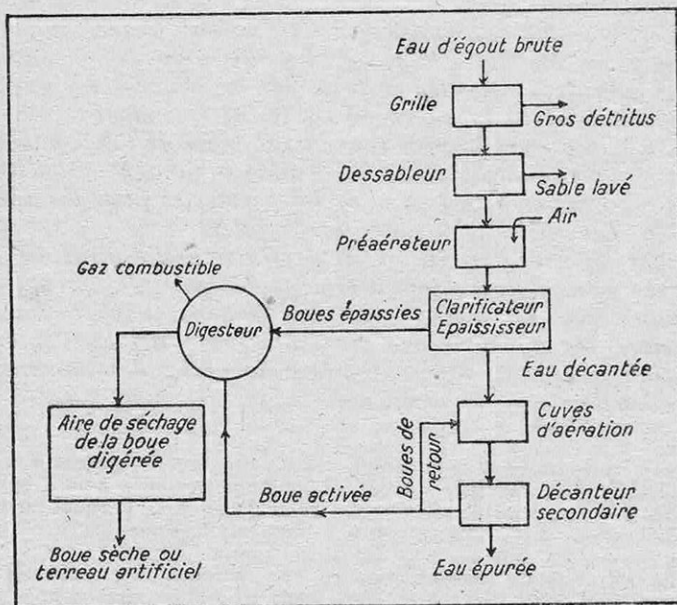 Eau d'égout brute
Grille
Gros détritus
Dessableur
Sable lavé
Air
Préaérateur
Gaz combustible
Digesteur
Boues épaissies
Clarificateur
Epaississeur
Eau décantée
Aire de séchage
de la boue
digérée
Boues de
retour
Cuves
d'aération
Boue activée
Décanteur
secondaire
Boue sèche ou
terreau artificiel
Eau épurée